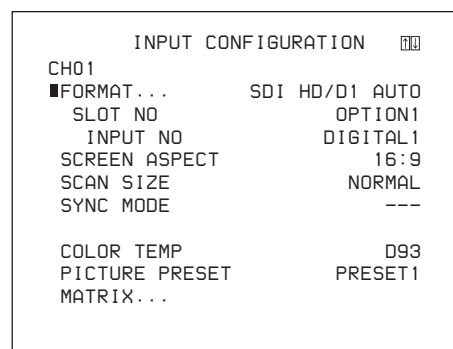 INPUT CONFIGURATION ↑↓
CH01
FORMAT... SDI HD/D1 AUTO
SLOT NO OPTION1
INPUT NO DIGITAL1
SCREEN ASPECT 16:9
SCAN SIZE NORMAL
SYNC MODE ---
COLOR TEMP D93
PICTURE PRESET PRESET1
MATRIX...